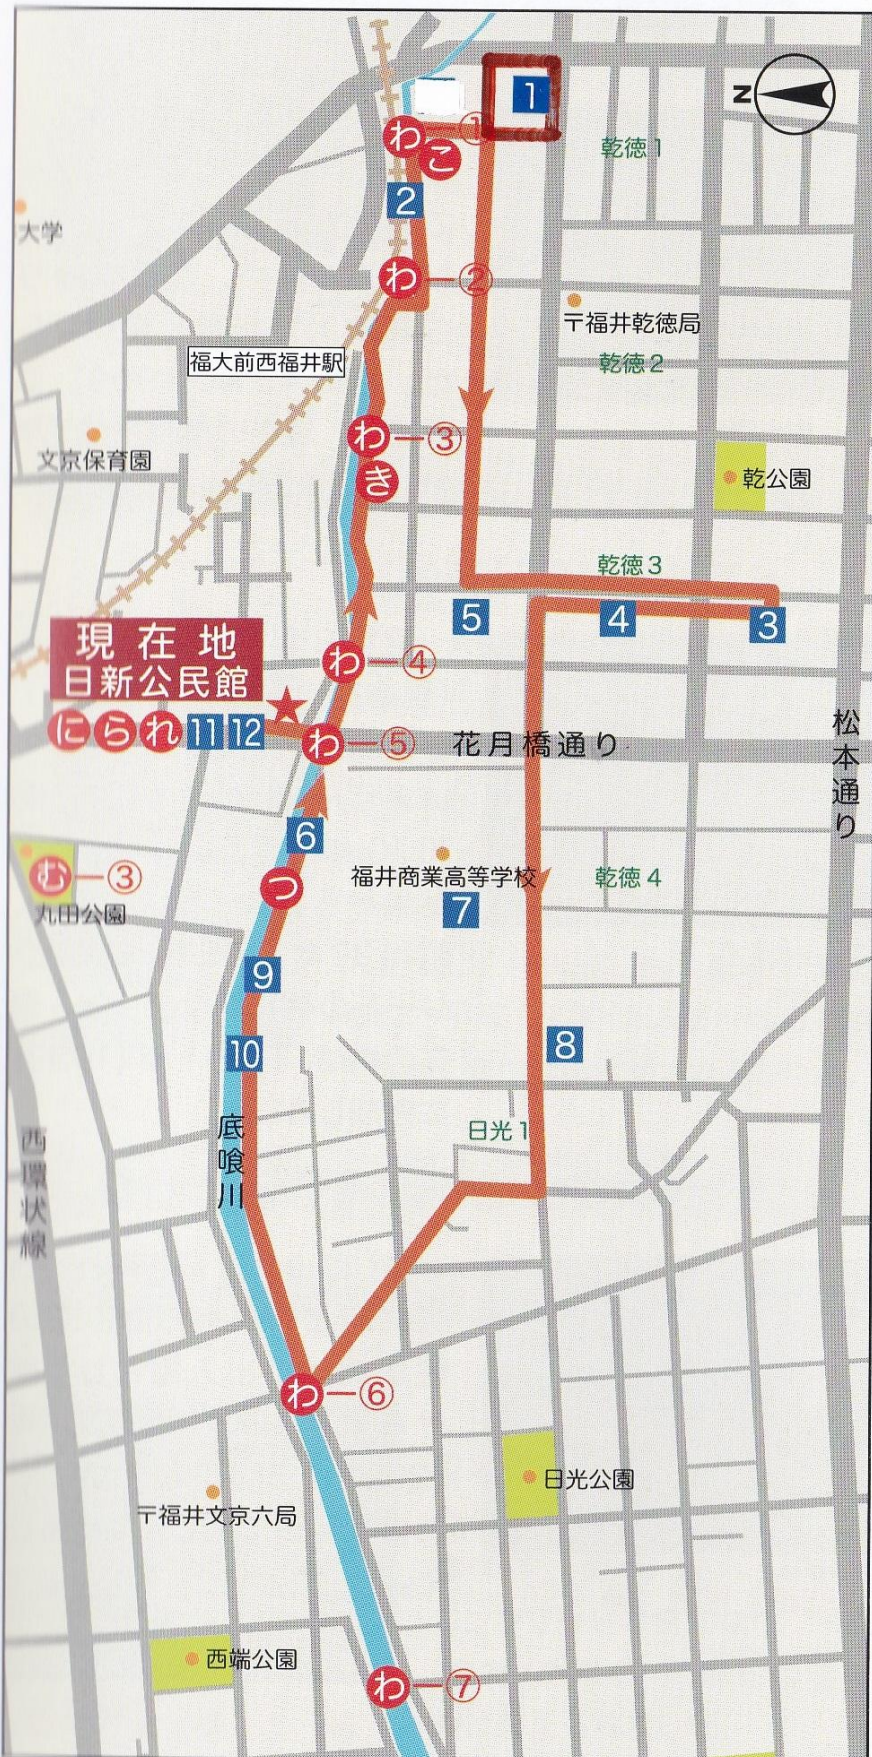 1
N
わ
①
こ
乾徳1
2
大学
わ
②
〒福井乾徳局
福大前西福井駅
乾徳2
わ
③
文京保育園
き
乾公園
乾徳3
5
4
3
現在地
日新公民館
わ
④
に
ら
れ
11
12
わ
⑤
花月橋通り
松本通り
6
む
③
つ
福井商業高等学校
乾徳4
丸田公園
7
9
10
8
底喰川
日光1
西環状線
わ
⑥
日光公園
〒福井文京六局
西端公園
わ
⑦